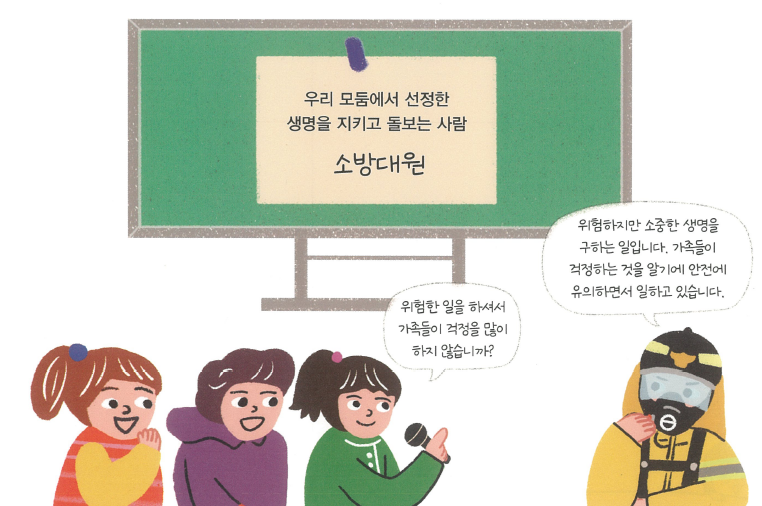 우리 모둠에서 선정한
생명을 지키고 돌보는 사람
소방대원
위험하지만 소중한 생명을
구하는 일입니다. 가족들이
걱정하는 것을 알기에 안전에
유의하면서 일하고 있습니다.
위험한 일을 하셔서
가족들이 걱정을 많이
하지 않습니까?